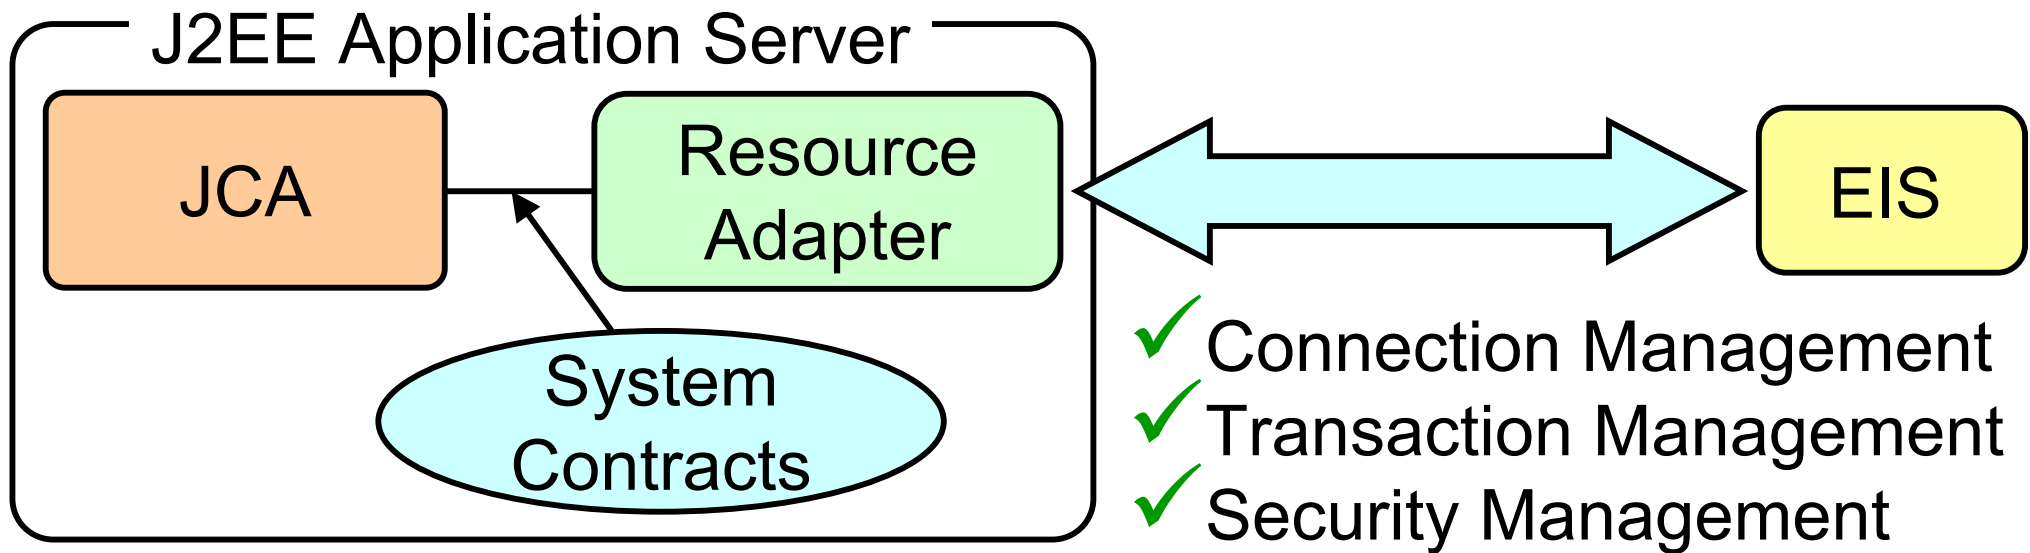 J2EE Application Server
JCA
Resource
Adapter
EIS
System
Contracts
Connection Management
Transaction Management
Security Management